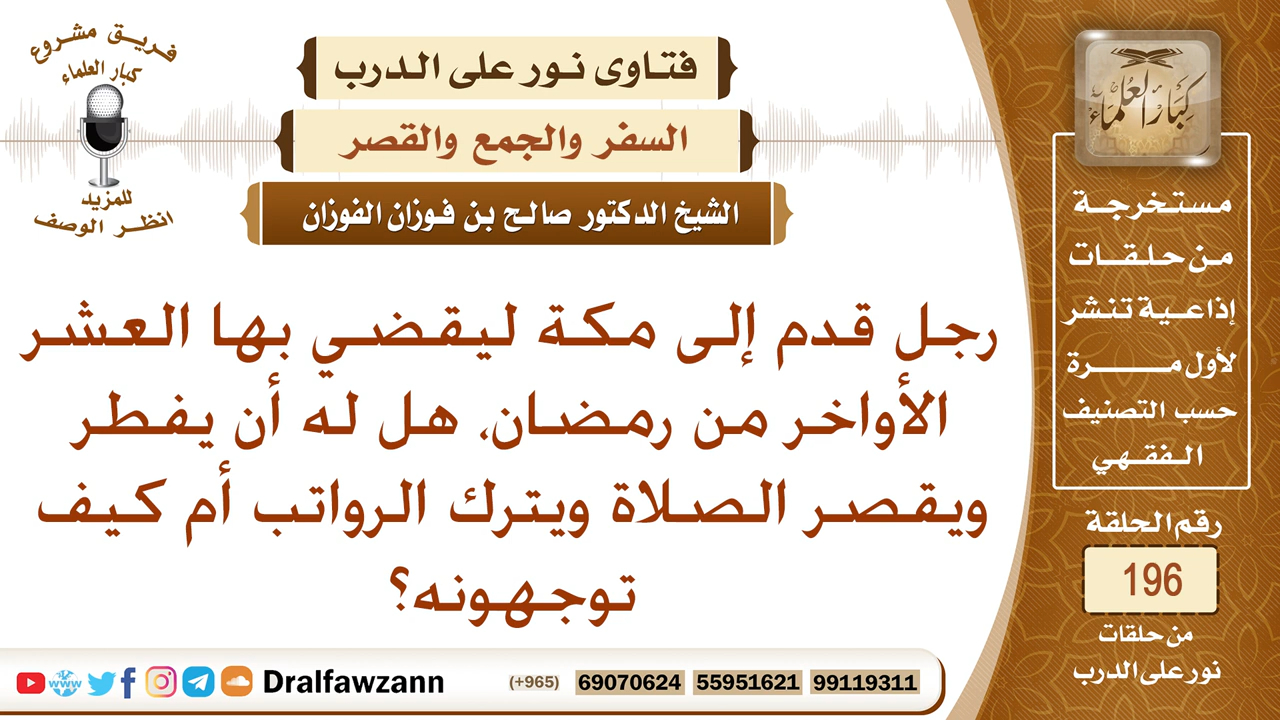 فريق مشروع
كبار العلماء
للمزيد
انظر الوصف
فتاوى نور على الدرب
السفر والجمع والقصر
الشيخ الدكتور صالح بن فوزان الفوزان
رجل قدم إلى مكة ليقضي بها العشر
الأواخر من رمضان، هل له أن يفطر
ويقصر الصلاة ويترك الرواتب أم كيف
توجهونه؟
كبار العلماء
مستخرجة
من حلقات
إذاعية تنشر
لأول مرة
حسب التصنيف
الفقهي
رقم الحلقة
196
من حلقات
نور على الدرب
www Dralfawzann (+965) 69070624 55951621 99119311